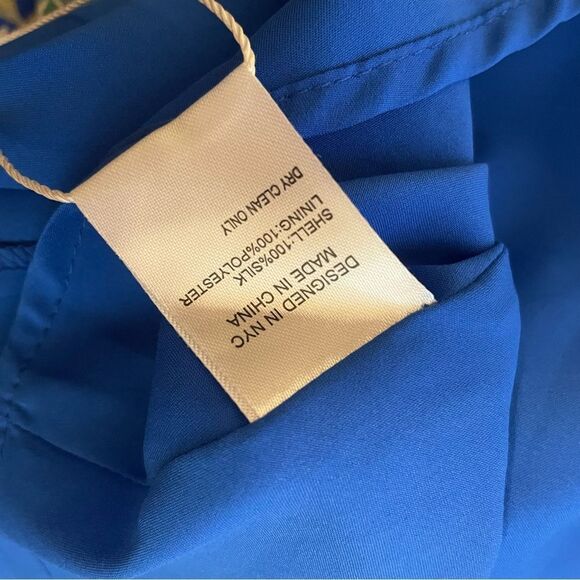 DESIGNED IN NYC
MADE IN CHINA
SHELL:100%SILK
LINING:100%POLYESTER
DRY CLEAN ONLY